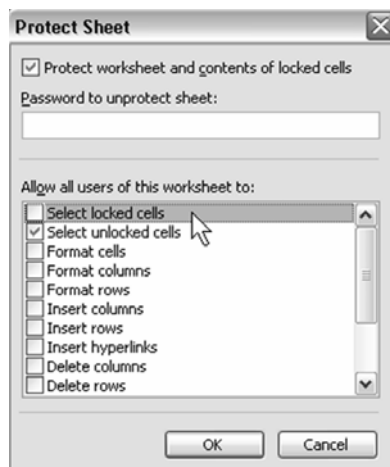 Protect Sheet
Protect worksheet and contents of locked cells
Password to unprotect sheet:
Allow all users of this worksheet to:
Select locked cells
Select unlocked cells
Format cells
Format columns
Format rows
Insert columns
Insert rows
Insert hyperlinks
Delete columns
Delete rows
OK Cancel